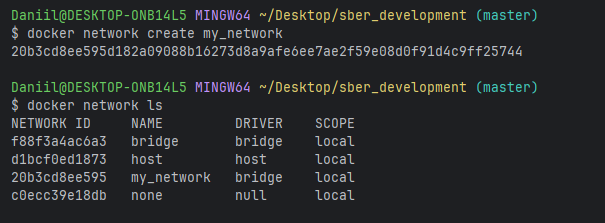 Daniil@DESKTOP-ONB14L5 MINGW64 ~/Desktop/sber_development (master)
$ docker network create my_network
20b3cd8ee595d182a09088b16273d8a9afe6ee7ae2f59e08d0f91d4c9ff25744
Daniil@DESKTOP-ONB14L5 MINGW64 ~/Desktop/sber_development (master)
$ docker network ls
NETWORK ID     NAME         DRIVER    SCOPE
f88f3a4ac6a3   bridge       bridge    local
d1bcf0ed1873   host         host      local
20b3cd8ee595   my_network   bridge    local
c0ecc39e18db   none         null      local